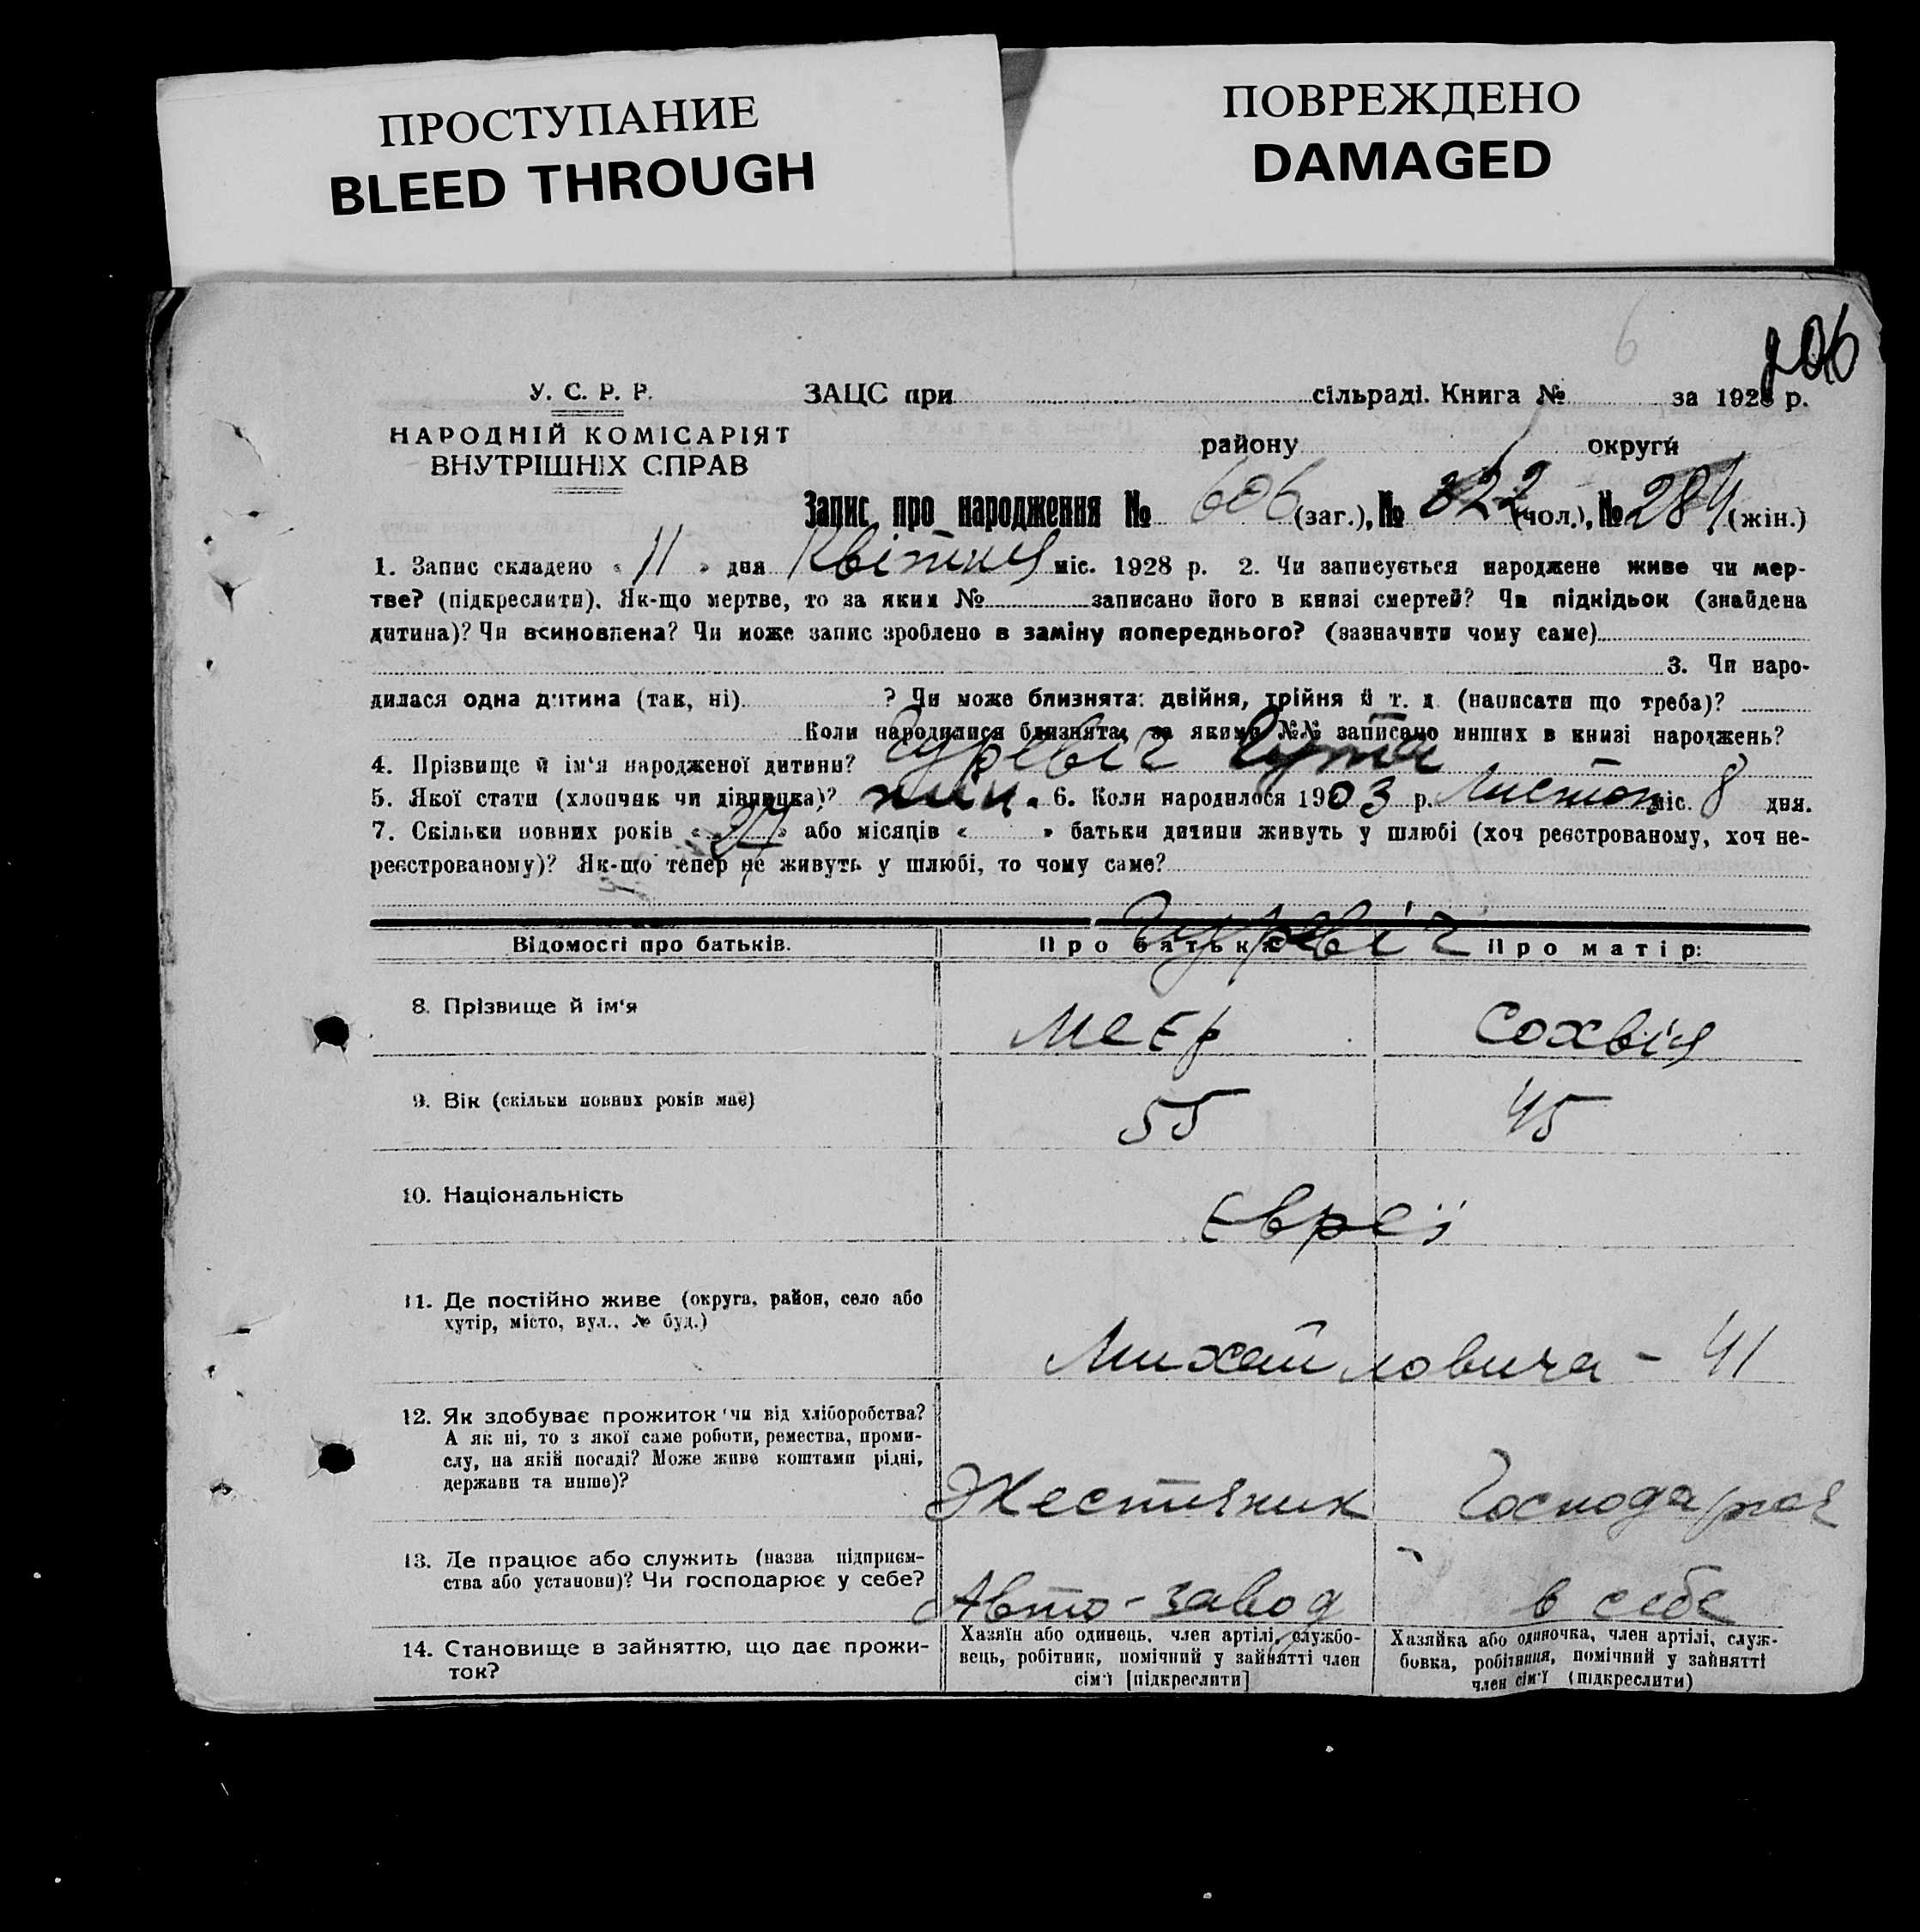 ПРОСТУПАНИЕ
BLEED THROUGH
ПОВРЕЖДЕНО
DAMAGED
6
У. С. Р. Р.
НАРОДНІЙ КОМІСАРІЯТ
ВНУТРІШНІХ СПРАВ
ЗАЦС при сільраді. Книга № за 1928 р.
району округи
Запис про народження № 606 (заг.), № 322 (чол.), № 284 (жін.)
1. Запис складено « 11 » дня Квітня міс. 1928 р. 2. Чи записується народжене живе чи мер-
тве? (підкреслити). Як-що мертве, то за яким № записано його в книзі смертей? Чи підкідьок (знайдена
дитина)? Чи всиновлена? Чи може запис зроблено в заміну попереднього? (зазначити чому саме)
3. Чи наро-
дилася одна дитина (так, ні) ? Чи може близнята: двійня, трійня й т. д. (написати що треба)?
Коли народилися близнята, за якими №№ записано инших в книзі народжень?
4. Прізвище й ім'я народженої дитини? Гуревіч Гута
5. Якої стати (хлопчик чи дівчинка)? 6. Коли народилося 1903 р. Листоп міс. 8 дня.
7. Скільки повних років « 27 » або місяців « » батьки дитини живуть у шлюбі (хоч реєстрованому, хоч не-
реєстрованому)? Як-що тепер не живуть у шлюбі, то чому саме?
Гуревіч
Відомості про батьків. Про батька Про матір:
8. Прізвище й ім'я Меєр Сохвія
9. Вік (скільки повних років має) 55 45
10. Національність Євреї
11. Де постійно живе (округа, район, село або
хутір, місто, вул., № буд.) Михайловича - 41
12. Як здобуває прожиток чи від хліборобства?
А як ні, то з якої саме роботи, ремества, проми-
слу, на якій посаді? Може живе коштами рідні,
держави та инше)? Жестяник Господарює
13. Де працює або служить (назва підприєм-
ства або установи)? Чи господарює у себе? Авто-завод в себе
14. Становище в зайняттю, що дає прожи-
ток?
Хазяїн або одинець, член артілі, службо-
вець, робітник, помічний у зайнятті член
сім'ї [підкреслити]
Хазяйка або одиночка, член артілі, служ-
бовка, робітниця, помічний у зайнятті
член сім'ї (підкреслити)